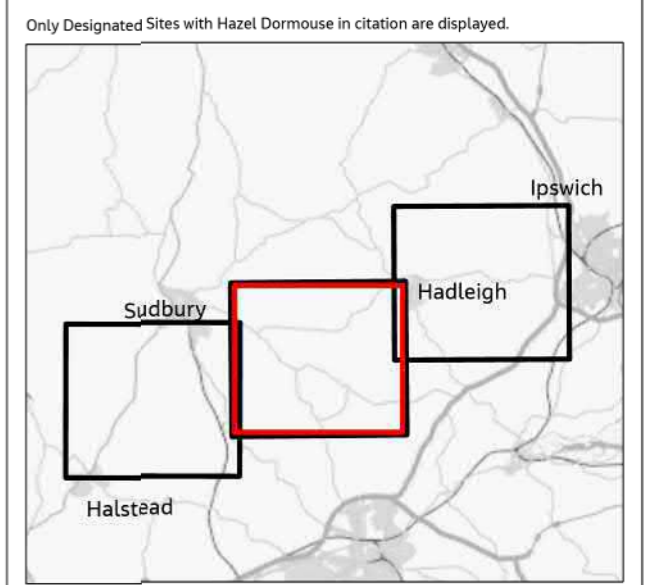 Only Designated Sites with Hazel Dormouse in citation are displayed.
Ipswich
Hadleigh
Sudbury
Halstead